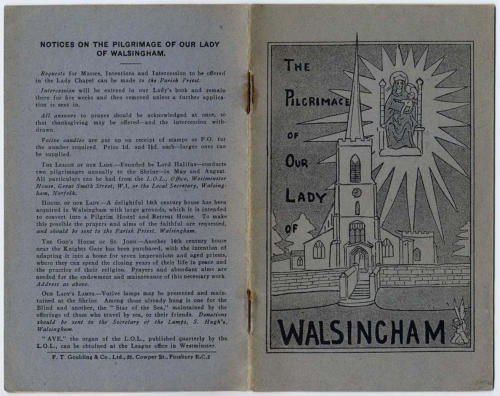 NOTICES ON THE PILGRIMAGE OF OUR LADY
OF WALSINGHAM.
Requests for Masses, Intentions and Intercession to be offered
in the Lady Chapel can be made to the Parish Priest.
Intercession will be entered in our Lady's book and remain
there for five weeks and then removed unless a further applica-
tion is sent in.
All answers to prayer should be acknowledged at once, so
that thanksgiving may be offered—and the intercession with-
drawn.
Votive candles are put up on receipt of stamps or P.O. for
the number required. Price 1d. and 1½d. each—larger ones can
be supplied.
THE LEAGUE OF OUR LADY.—Founded by Lord Halifax—conducts
two pilgrimages annually to the Shrine—in May and August.
All particulars can be had from the L.O.L., Office, Westminster
House, Great Smith Street, W.1, or the Local Secretary, Walsing-
ham, Norfolk.
HOUSE OF OUR LADY.—A delightful 14th century house has been
acquired in Walsingham with large grounds, which it is intended
to convert into a Pilgrim Hostel and Retreat House. To make
this possible the prayers and alms of the faithful are requested,
and should be sent to the Parish Priest, Walsingham.
THE GOD'S HOUSE OF ST. JOHN—Another 14th century house
near the Knights Gate has been purchased, with the intention of
adapting it into a home for seven impecunious and aged priests,
where they can spend the closing years of their life in peace and
the practice of their religion. Prayers and abundant alms are
needed for the endowment and maintenance of this necessary work.
Address as above.
OUR LADY'S LAMPS.—Votive lamps may be presented and main-
tained at the Shrine. Among those already hung is one for the
Blind and another, the "Star of the Sea," maintained by the
offerings of those who travel by sea, or their friends. Donations
should be sent to the Secretary of the Lamps, S. Hugh's,
Walsingham.
"AVE," the organ of the L.O.L., published quarterly by the
L.O.L., can be obtained at the League office in Westminster.
F. T. Goulding & Co., Ltd., 25, Cowper St., Finsbury E.C.2
THE
PILGRIMAGE
OF
OUR
LADY
OF
WALSINGHAM